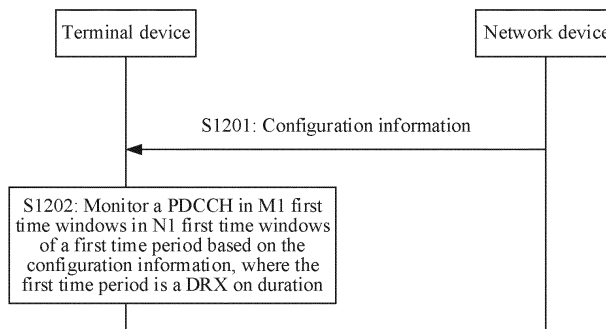 Terminal device
Network device
S1201: Configuration information
S1202: Monitor a PDCCH in M1 first
time windows in N1 first time windows
of a first time period based on the
configuration information, where the
first time period is a DRX on duration